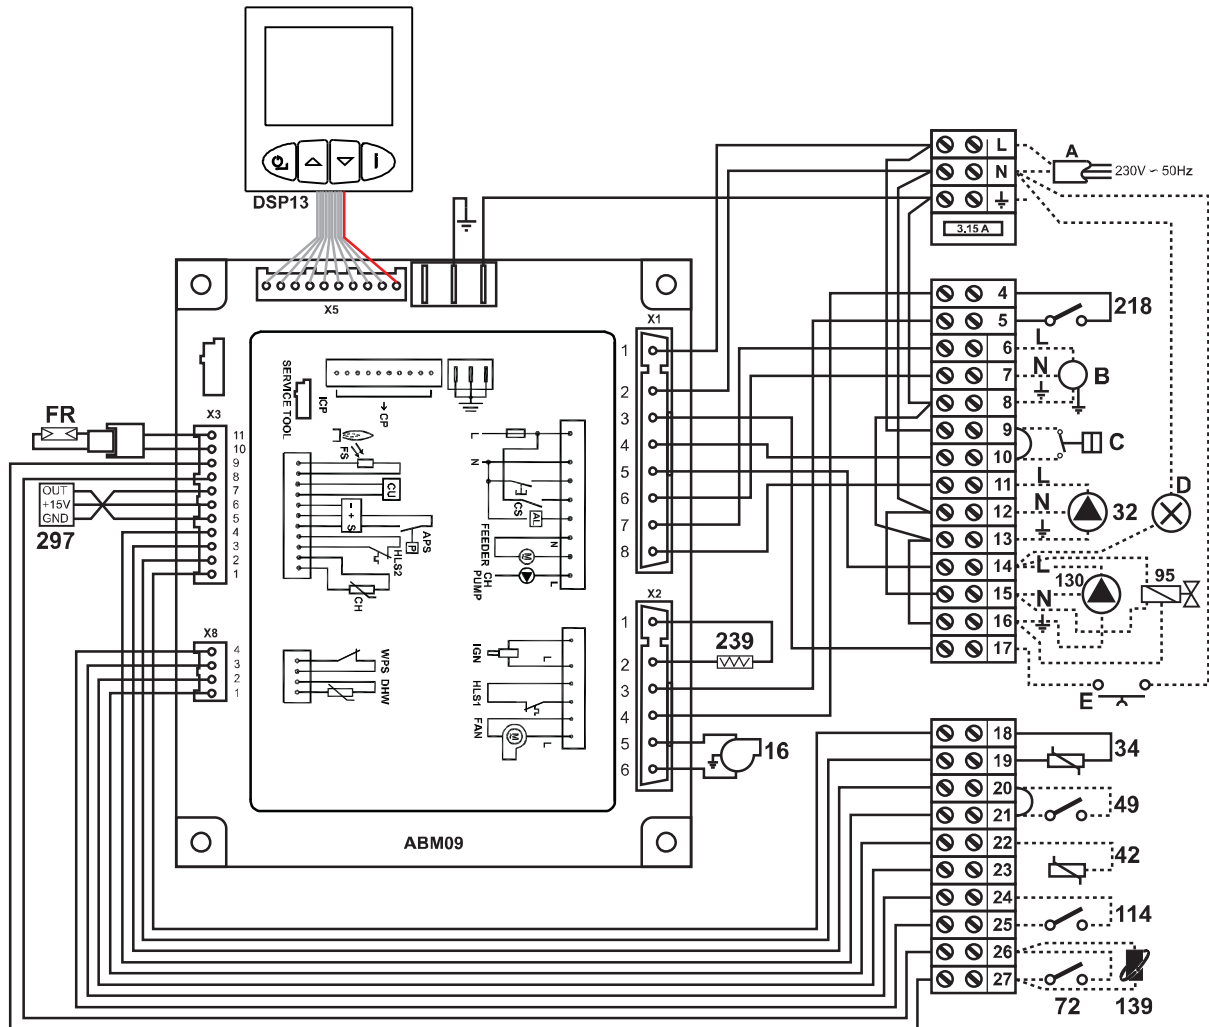 DSP13
X5
X1
1
2
3
4
5
6
7
8
X2
1
2
3
4
5
6
239
16
FR
X3
11
10
9
8
7
6
5
4
3
2
1
OUT
+15V
GND
297
X8
4
3
2
1
SERVICE TOOL
ICP
CP
FS
CU
- + S
APS
P
HLS2
CH
WPS
DHW
L
N
CS
AL
FEEDER
M
N
CH PUMP
L
IGN
L
HLS1
FAN
M
L
ABM09
L
N
3,15 A
A
230V ~ 50Hz
4
5
218
6
L
7
N
B
8
9
10
C
11
L
12
N
32
D
13
14
L
130
95
15
N
16
17
E
18
19
34
20
21
49
22
23
42
24
25
114
26
27
72
139